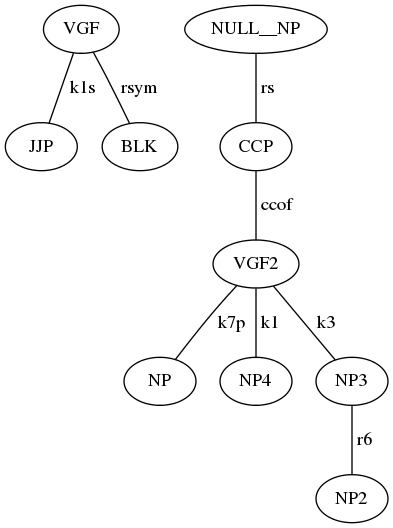 VGF NULL__NP
k1s rsym rs
JJP BLK CCP
ccof
VGF2
k7p k1 k3
NP NP4 NP3
r6
NP2